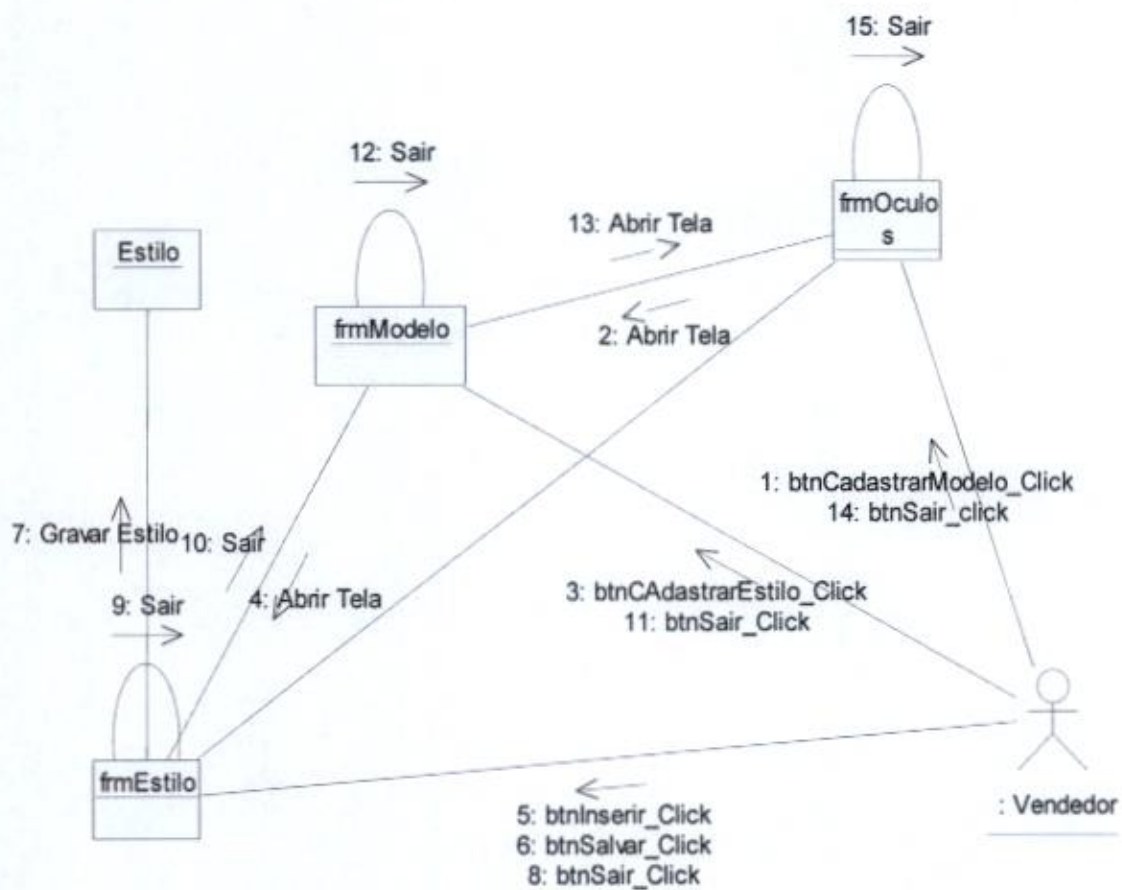 15: Sair
12: Sair
frmOculo
s
13: Abrir Tela
Estilo
frmModelo
2: Abrir Tela
1: btnCadastrarModelo_Click
14: btnSair_click
7: Gravar Estilo
10: Sair
3: btnCAdastrarEstilo_Click
11: btnSair_Click
9: Sair
4: Abrir Tela
frmEstilo
: Vendedor
5: btnInserir_Click
6: btnSalvar_Click
8: btnSair_Click